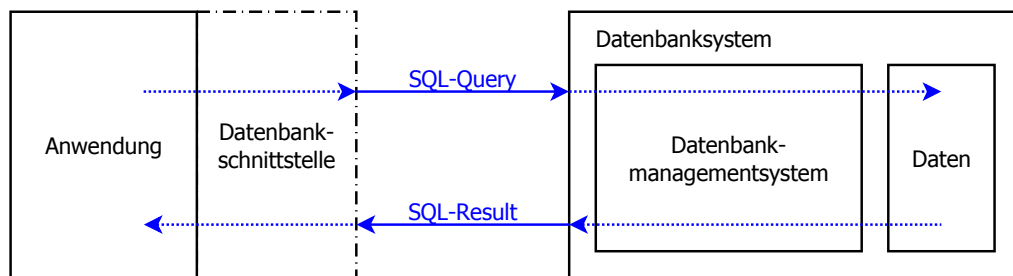 Datenbanksystem
SQL-Query
Anwendung
Datenbank-
schnittstelle
Datenbank-
managementsystem
Daten
SQL-Result